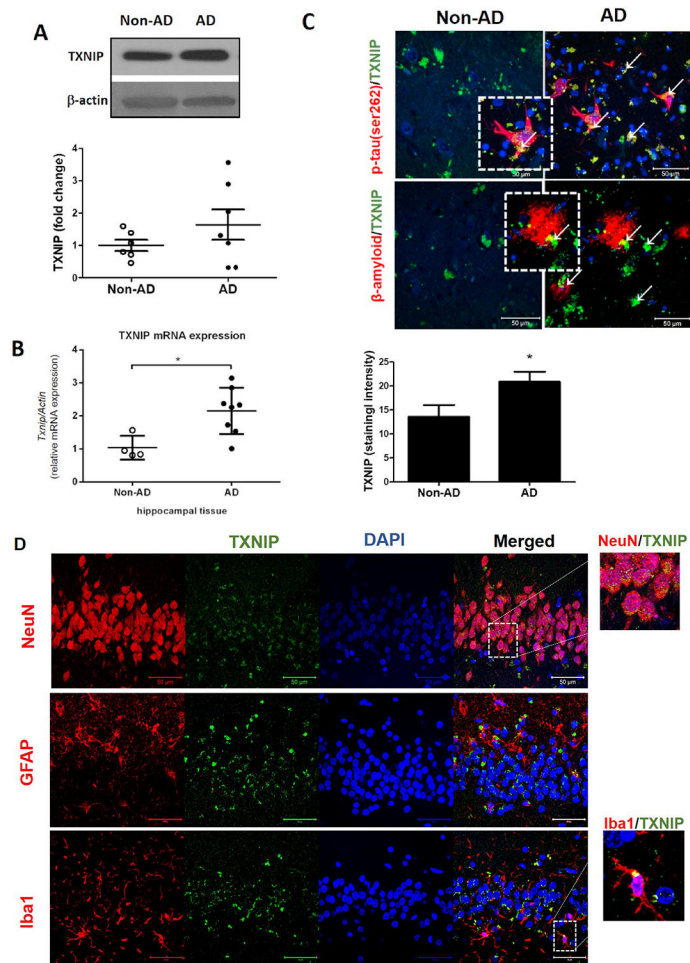 A
Non-AD AD
TXNIP
β-actin
TXNIP (fold change)
4
3
2
1
0
Non-AD AD
B
TXNIP mRNA expression
*
Txnip/Actin
(relative mRNA expression)
4
3
2
1
0
Non-AD AD
hippocampal tissue
C
Non-AD AD
p-tau(ser262)/TXNIP
50 µm 50 µm
β-amyloid/TXNIP
50 µm 50 µm
TXNIP (stainingl intensity)
25
20
15
10
5
0
*
Non-AD AD
D
TXNIP DAPI Merged
NeuN/TXNIP
NeuN
50 µm 50 µm 50 µm
GFAP
Iba1
Iba1/TXNIP